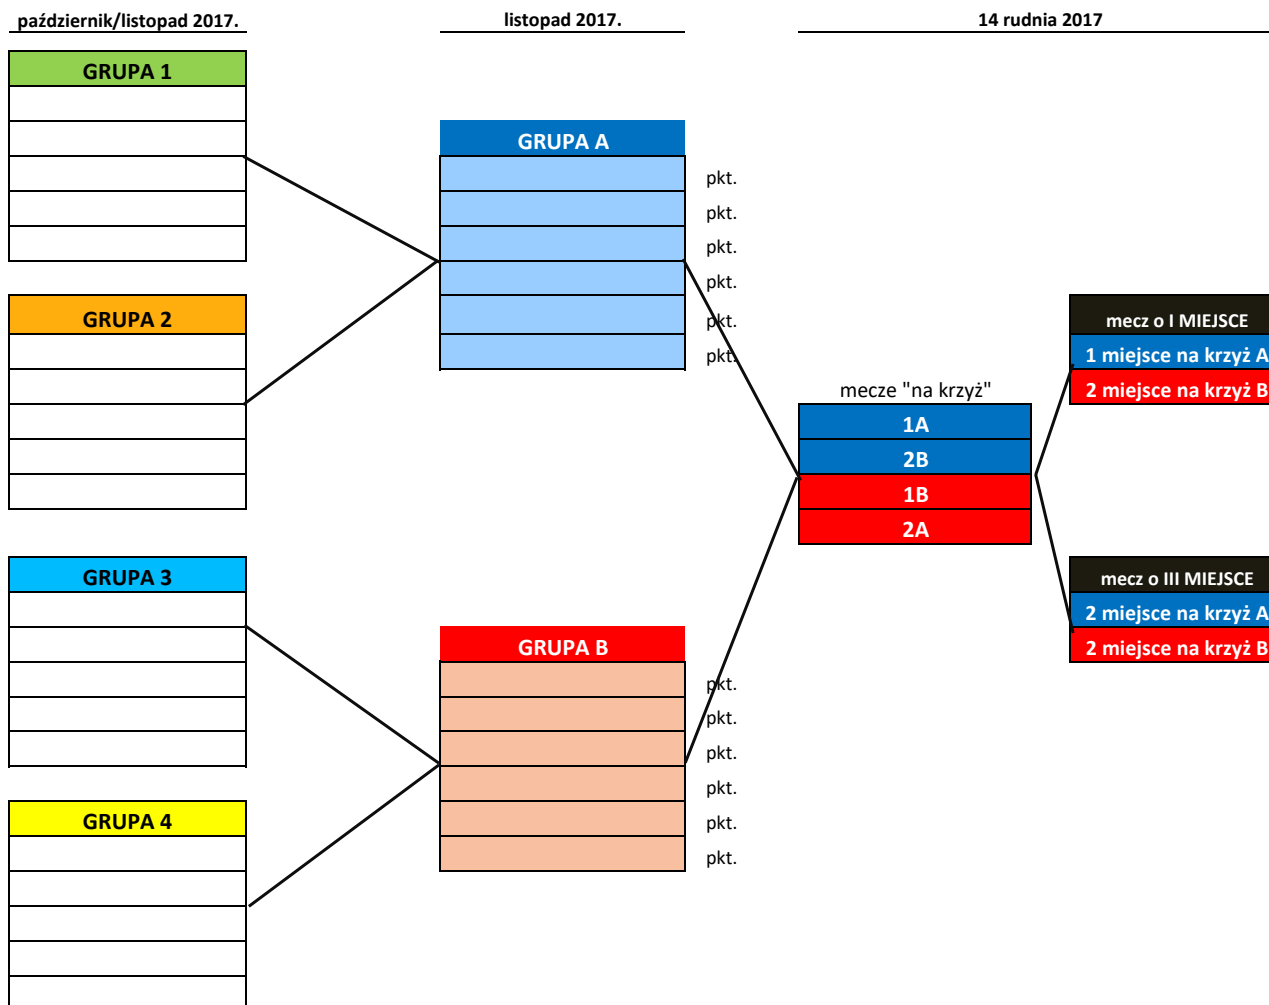 październik/listopad 2017.
listopad 2017.
14 rudnia 2017
GRUPA 1
GRUPA 2
GRUPA 3
GRUPA 4
GRUPA A
pkt.
pkt.
pkt.
pkt.
pkt.
pkt.
GRUPA B
pkt.
pkt.
pkt.
pkt.
pkt.
pkt.
mecze "na krzyż"
1A
2B
1B
2A
mecz o I MIEJSCE
1 miejsce na krzyż A
2 miejsce na krzyż B
mecz o III MIEJSCE
2 miejsce na krzyż A
2 miejsce na krzyż B